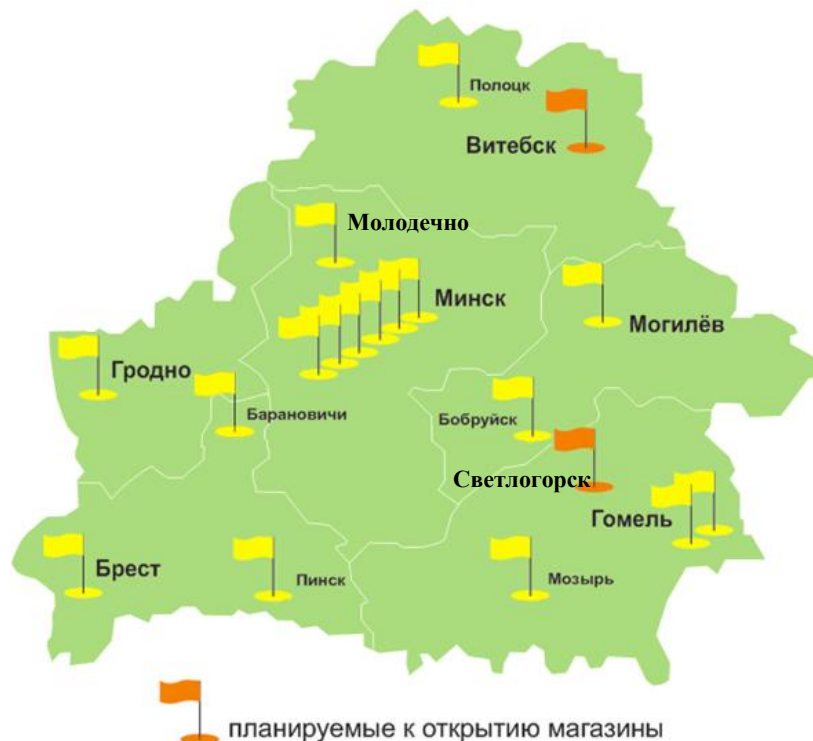 Полоцк
Витебск
Молодечно
Минск
Могилёв
Гродно
Барановичи
Бобруйск
Светлогорск
Гомель
Брест
Пинск
Мозырь
планируемые к открытию магазины